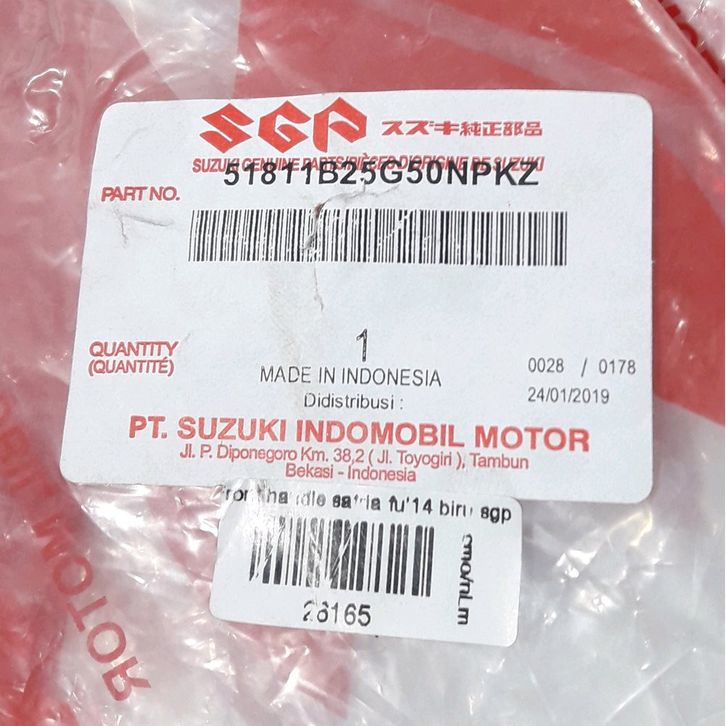 SGP スズキ純正部品
SUZUKI GENUINE PARTS/PIÈCES D'ORIGINE DE SUZUKI
PART NO. 51811B25G50NPKZ
QUANTITY
(QUANTITÉ)
1
MADE IN INDONESIA
0028 / 0178
24/01/2019
Didistribusi :
PT. SUZUKI INDOMOBIL MOTOR
Jl. P. Diponegoro Km. 38,2 ( Jl. Toyogiri ), Tambun
Bekasi - Indonesia
handle satria fu'14 biru sgp
26165
MOTOR